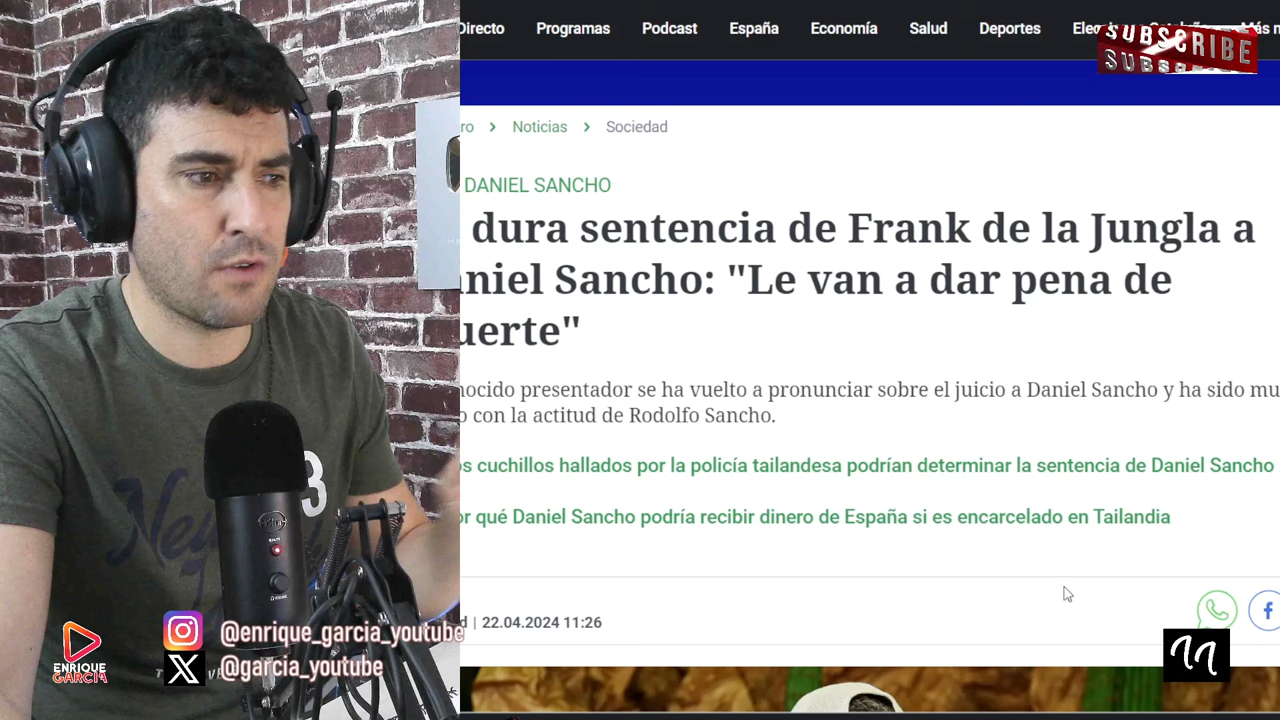 Directo Programas Podcast España Economía Salud Deportes
SUBSCRIBE
Noticias > Sociedad
DANIEL SANCHO
dura sentencia de Frank de la Jungla a
aniel Sancho: "Le van a dar pena de
uerte"
nocido presentador se ha vuelto a pronunciar sobre el juicio a Daniel Sancho y ha sido mu
o con la actitud de Rodolfo Sancho.
os cuchillos hallados por la policía tailandesa podrían determinar la sentencia de Daniel Sancho
or qué Daniel Sancho podría recibir dinero de España si es encarcelado en Tailandia
d | 22.04.2024 11:26
3
@enrique_garcia_youtube
@garcia_youtube
ENRIQUE
GARCIA